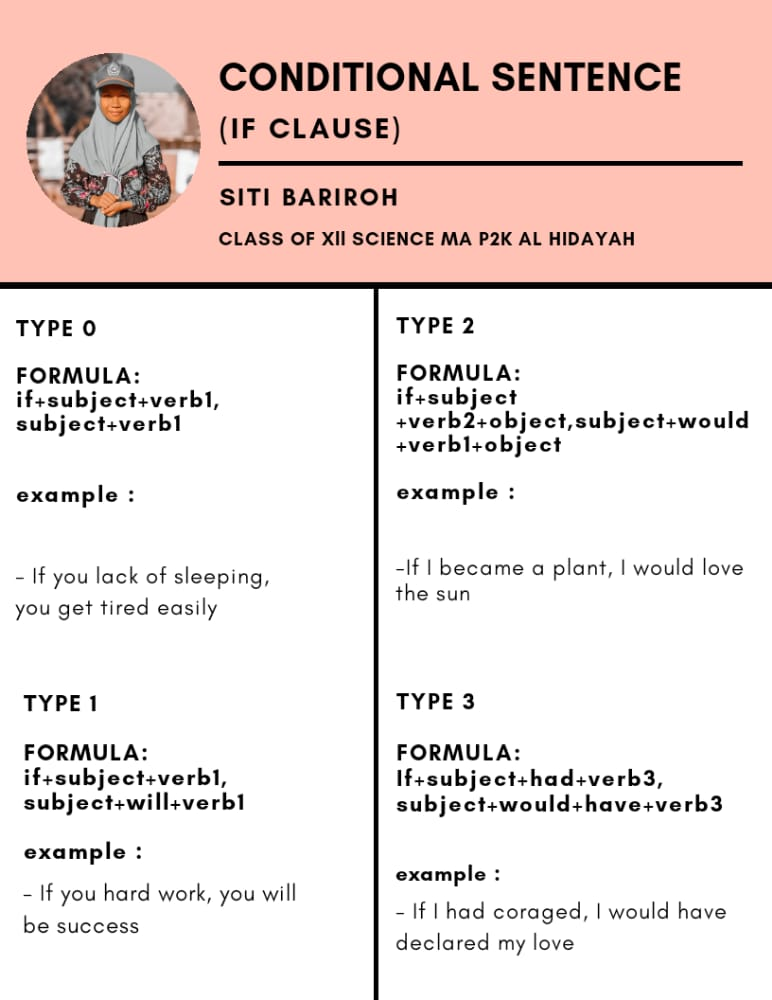 CONDITIONAL SENTENCE
(IF CLAUSE)
SITI BARIROH
CLASS OF Xll SCIENCE MA P2K AL HIDAYAH
TYPE 0
FORMULA:
if+subject+verb1,
subject+verb1
example :
- If you lack of sleeping,
you get tired easily
TYPE 1
FORMULA:
if+subject+verb1,
subject+will+verb1
example :
- If you hard work, you will
be success
TYPE 2
FORMULA:
if+subject
+verb2+object,subject+would
+verb1+object
example :
-If I became a plant, I would love
the sun
TYPE 3
FORMULA:
If+subject+had+verb3,
subject+would+have+verb3
example :
- If I had coraged, I would have
declared my love